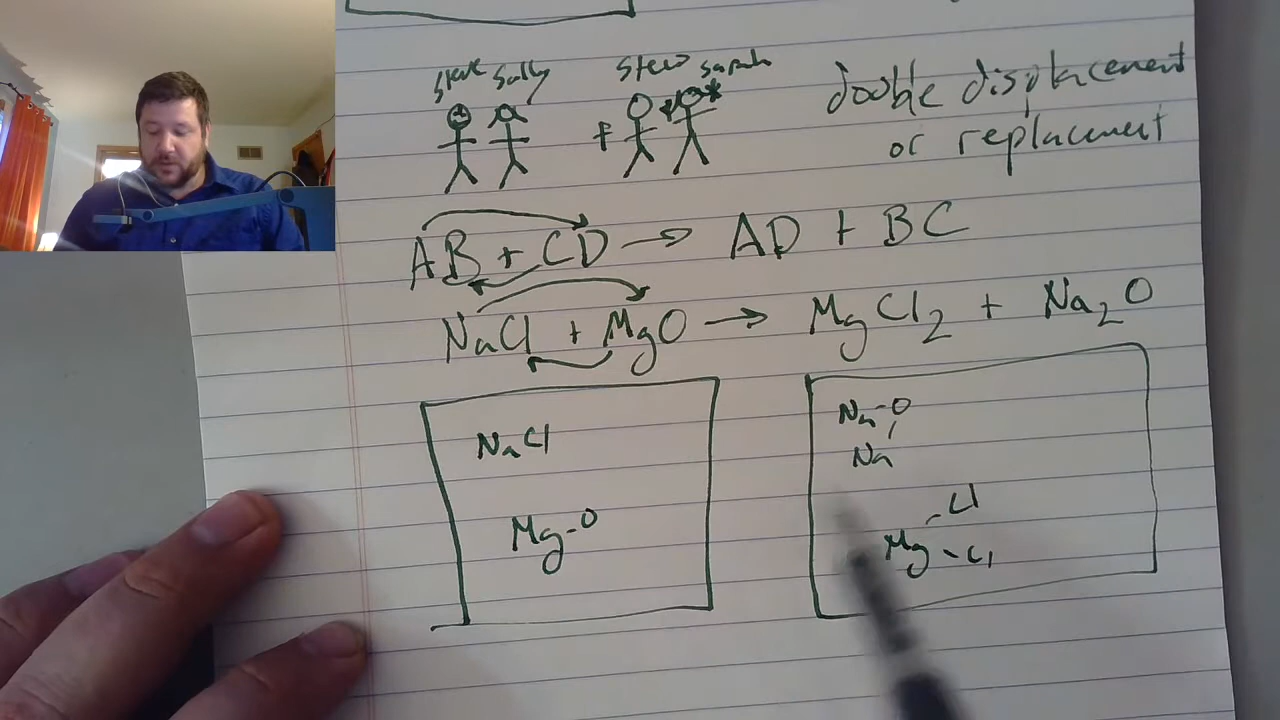 steve sally stew sarah
double displacement
or replacement
AB + CD → AD + BC
NaCl + MgO → MgCl₂ + Na₂O
NaCl
Mg-O
Na-O
Na
Cl
Mg-Cl